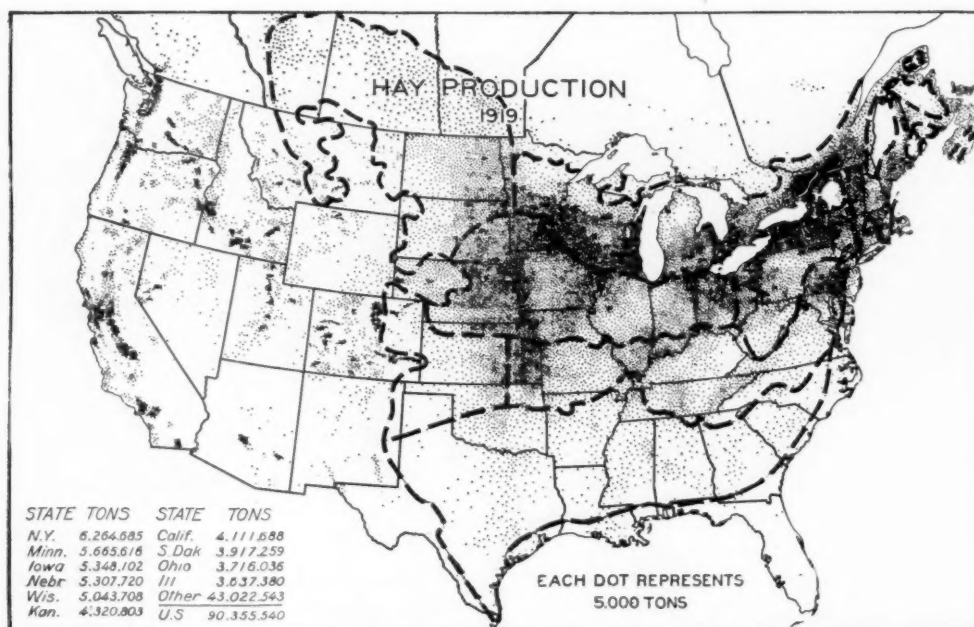 HAY PRODUCTION
1919
STATE TONS STATE TONS
N.Y. 6.264.685 Calif. 4.111.688
Minn. 5.665.616 S.Dak 3.917.259
Iowa 5.348.102 Ohio 3.716.036
Nebr 5.307.720 Ill 3.637.380
Wis. 5.043.708 Other 43.022.543
Kan. 4.320.803 U.S 90.355.540
EACH DOT REPRESENTS
5.000 TONS